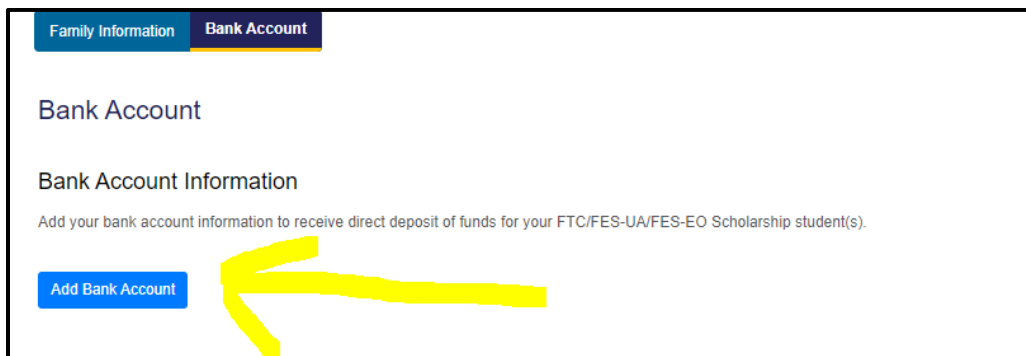 Family Information Bank Account
Bank Account
Bank Account Information
Add your bank account information to receive direct deposit of funds for your FTC/FES-UA/FES-EO Scholarship student(s).
Add Bank Account